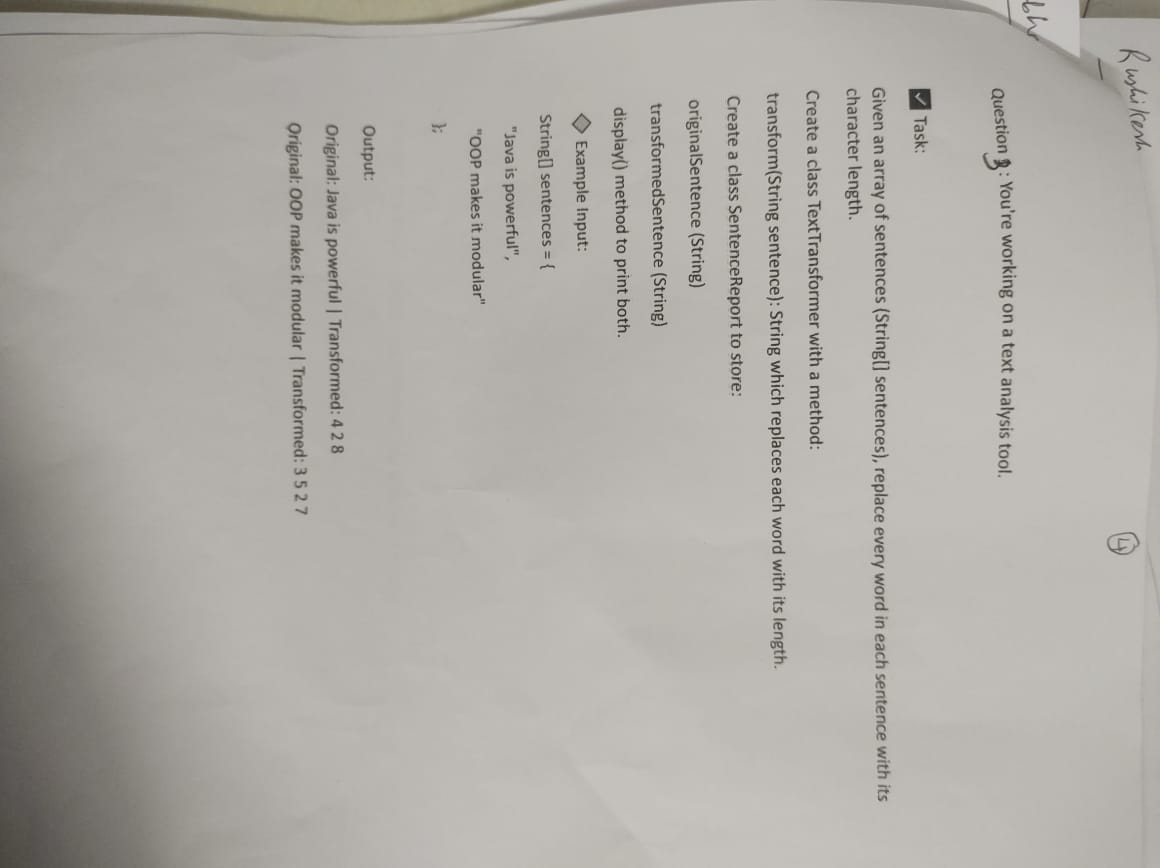 Rushikesh
4
Question 3: You're working on a text analysis tool.
Task:
Given an array of sentences (String[] sentences), replace every word in each sentence with its
character length.
Create a class TextTransformer with a method:
transform(String sentence): String which replaces each word with its length.
Create a class SentenceReport to store:
originalSentence (String)
transformedSentence (String)
display() method to print both.
Example Input:
String[] sentences = {
"Java is powerful",
"OOP makes it modular"
};
Output:
Original: Java is powerful | Transformed: 4 2 8
Original: OOP makes it modular | Transformed: 3 5 2 7